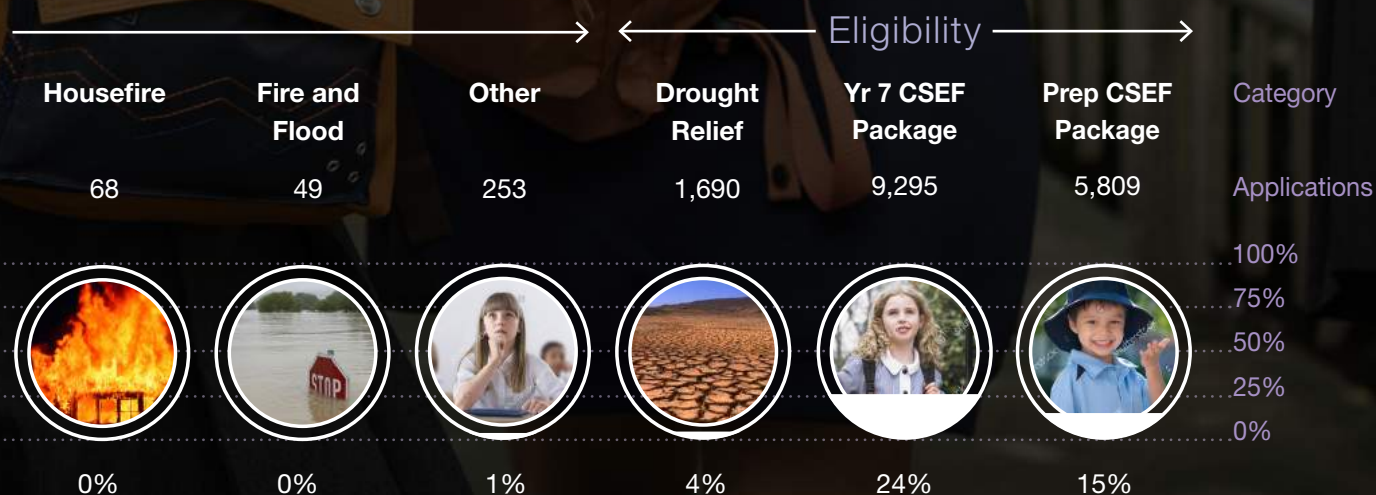 Eligibility
Housefire
Fire and
Flood
Other
Drought
Relief
Yr 7 CSEF
Package
Prep CSEF
Package
Category
68
49
253
1,690
9,295
5,809
Applications
100%
75%
50%
25%
0%
STOP
0%
0%
1%
4%
24%
15%